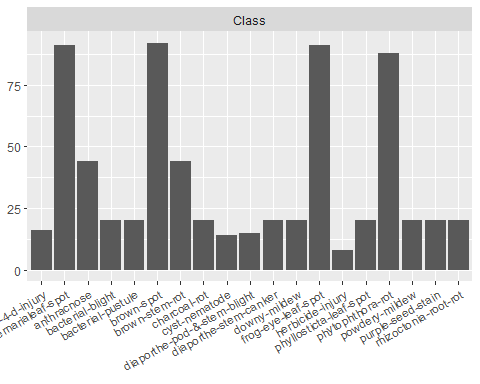 Class
75
50
25
0
-4-d-injury
ernarialeaf-spot
anthracnose
bacterial-blight
bacterial-pustule
brown-spot
brown-stem-rot
charcoal-rot
cyst-nematode
diaporthe-pod-&-stem-blight
diaporthe-stem-canker
downy-mildew
frog-eye-leaf-spot
herbicide-injury
phyllosticta-leaf-spot
phytophthora-rot
powdery-mildew
purple-seed-stain
rhizoctonia-root-rot